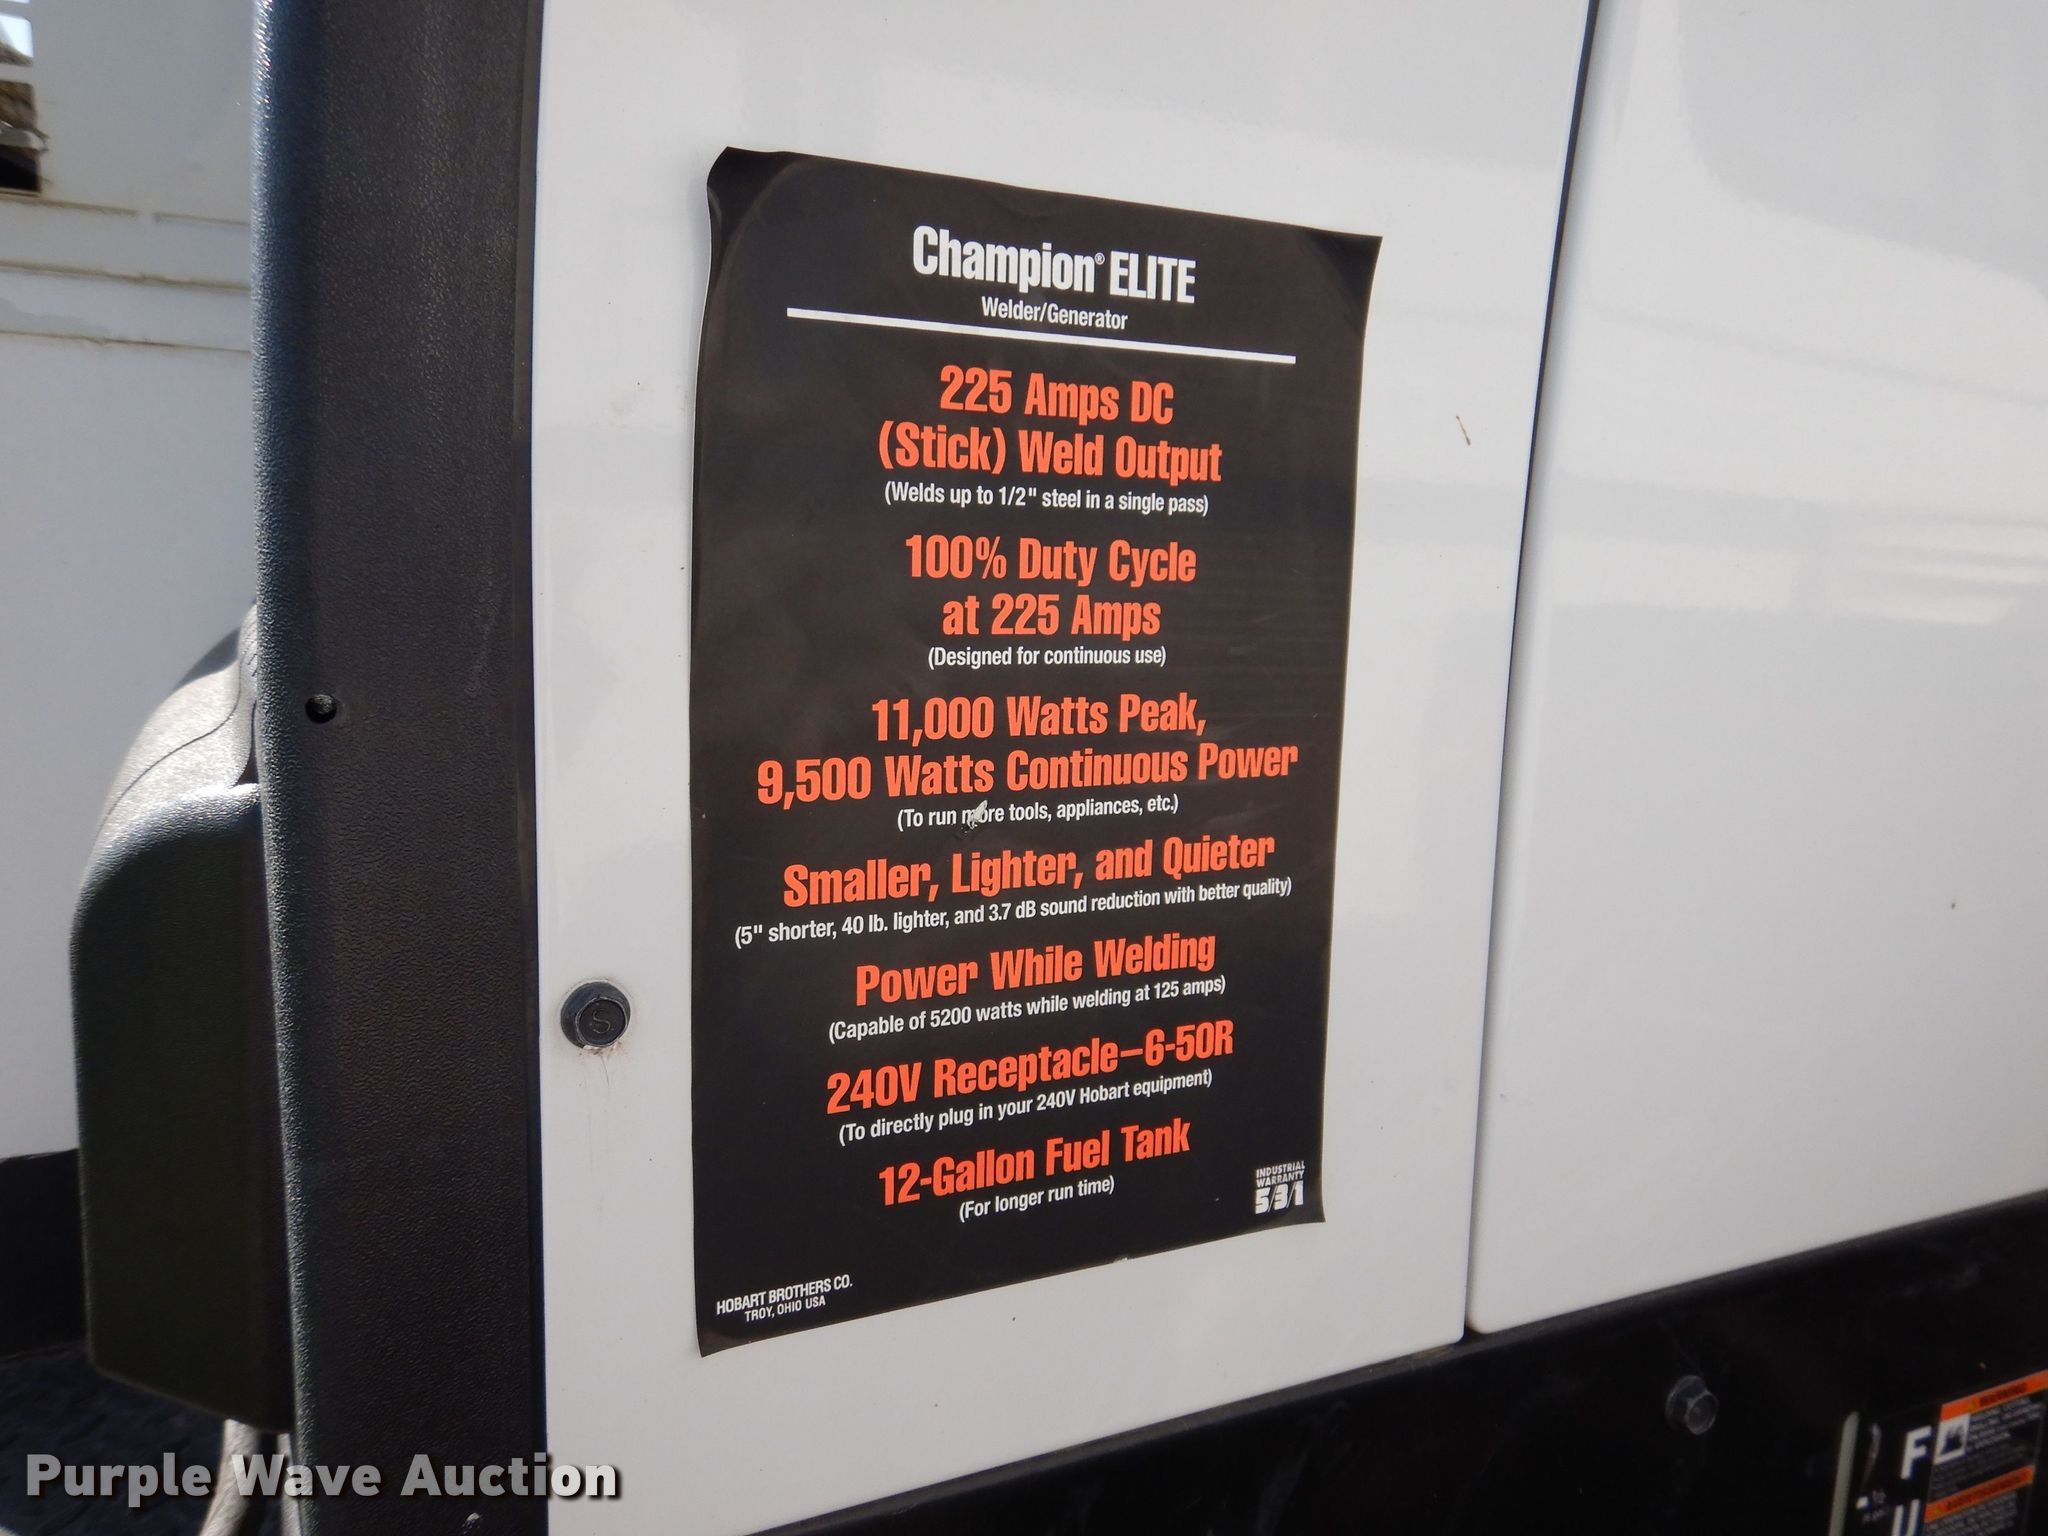 Champion® ELITE
Welder/Generator
225 Amps DC
(Stick) Weld Output
(Welds up to 1/2" steel in a single pass)
100% Duty Cycle
at 225 Amps
(Designed for continuous use)
11,000 Watts Peak,
9,500 Watts Continuous Power
(To run more tools, appliances, etc.)
Smaller, Lighter, and Quieter
(5" shorter, 40 lb. lighter, and 3.7 dB sound reduction with better quality)
Power While Welding
(Capable of 5200 watts while welding at 125 amps)
240V Receptacle–6-50R
(To directly plug in your 240V Hobart equipment)
12-Gallon Fuel Tank
(For longer run time)
INDUSTRIAL
WARRANTY
5/3/1
HOBART BROTHERS CO.
TROY, OHIO USA
S
WARNING
F
Purple Wave Auction